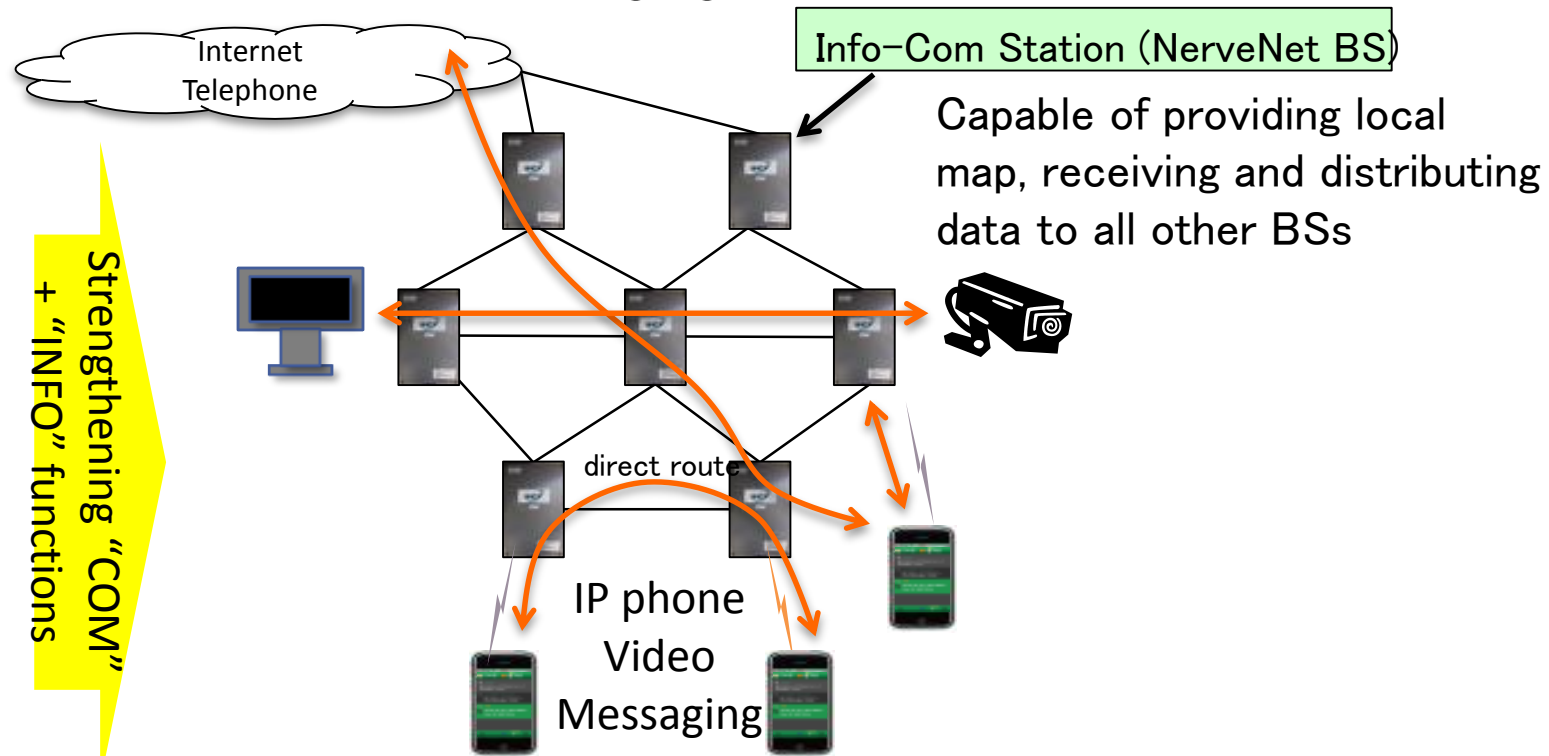 Internet
Telephone
Info-Com Station (NerveNet BS)
Capable of providing local
map, receiving and distributing
data to all other BSs
Strengthening “COM”
+ “INFO” functions
direct route
IP phone
Video
Messaging